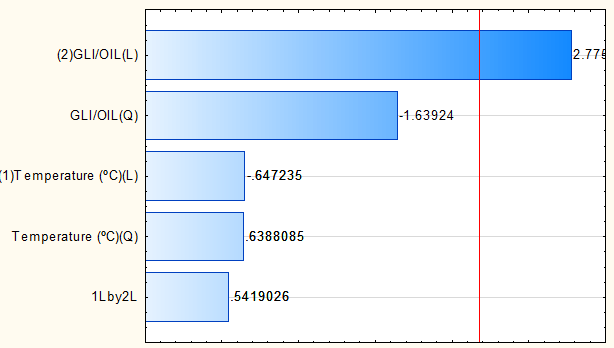 (2)GLI/OIL(L)
2.775
GLI/OIL(Q)
-1.63924
(1)Temperature (ºC)(L)
-.647235
Temperature (ºC)(Q)
.6388085
1Lby2L
.5419026